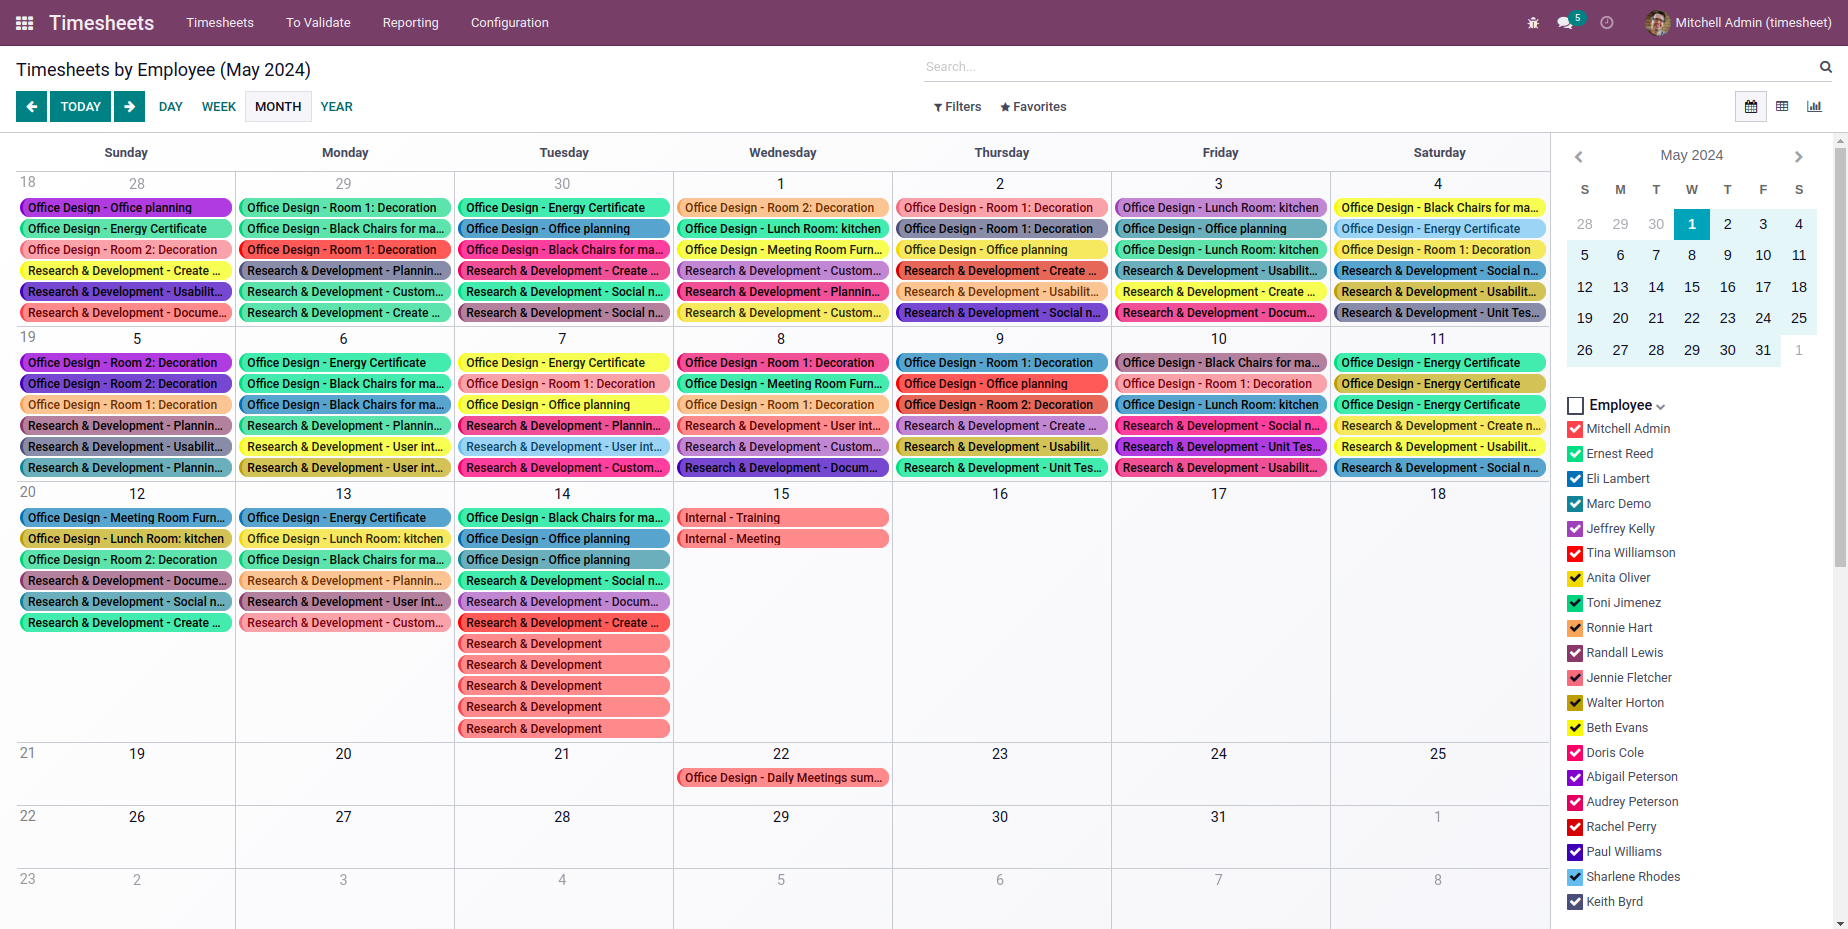 Timesheets
Timesheets To Validate Reporting Configuration
5
Mitchell Admin (timesheet)
Timesheets by Employee (May 2024)
Search...
TODAY DAY WEEK MONTH YEAR
Filters Favorites
Sunday Monday Tuesday Wednesday Thursday Friday Saturday
18 28 29 30 1 2 3 4
Office Design - Office planning Office Design - Room 1: Decoration Office Design - Energy Certificate Office Design - Room 2: Decoration Office Design - Room 1: Decoration Office Design - Lunch Room: kitchen Office Design - Black Chairs for ma...
Office Design - Energy Certificate Office Design - Black Chairs for ma... Office Design - Office planning Office Design - Lunch Room: kitchen Office Design - Room 1: Decoration Office Design - Office planning Office Design - Energy Certificate
Office Design - Room 2: Decoration Office Design - Room 1: Decoration Office Design - Black Chairs for ma... Office Design - Meeting Room Furn... Office Design - Office planning Office Design - Lunch Room: kitchen Office Design - Room 1: Decoration
Research & Development - Create ... Research & Development - Plannin... Research & Development - Create ... Research & Development - Custom... Research & Development - Create ... Research & Development - Usabilit... Research & Development - Social n...
Research & Development - Usabilit... Research & Development - Custom... Research & Development - Social n... Research & Development - Plannin... Research & Development - Usabilit... Research & Development - Create ... Research & Development - Usabilit...
Research & Development - Docume... Research & Development - Create ... Research & Development - Social n... Research & Development - Custom... Research & Development - Social n... Research & Development - Docum... Research & Development - Unit Tes...
19 5 6 7 8 9 10 11
Office Design - Room 2: Decoration Office Design - Energy Certificate Office Design - Energy Certificate Office Design - Room 1: Decoration Office Design - Room 1: Decoration Office Design - Black Chairs for ma... Office Design - Energy Certificate
Office Design - Room 2: Decoration Office Design - Black Chairs for ma... Office Design - Room 1: Decoration Office Design - Meeting Room Furn... Office Design - Office planning Office Design - Room 1: Decoration Office Design - Energy Certificate
Office Design - Room 1: Decoration Office Design - Black Chairs for ma... Office Design - Office planning Office Design - Room 1: Decoration Office Design - Room 2: Decoration Office Design - Lunch Room: kitchen Office Design - Energy Certificate
Research & Development - Plannin... Research & Development - Plannin... Research & Development - Plannin... Research & Development - User int... Research & Development - Create ... Research & Development - Social n... Research & Development - Create n...
Research & Development - Usabilit... Research & Development - User int... Research & Development - User int... Research & Development - Custom... Research & Development - Usabilit... Research & Development - Unit Tes... Research & Development - Usabilit...
Research & Development - Plannin... Research & Development - User int... Research & Development - Custom... Research & Development - Docum... Research & Development - Unit Tes... Research & Development - Usabilit... Research & Development - Social n...
20 12 13 14 15 16 17 18
Office Design - Meeting Room Furn... Office Design - Energy Certificate Office Design - Black Chairs for ma... Internal - Training
Office Design - Lunch Room: kitchen Office Design - Lunch Room: kitchen Office Design - Office planning Internal - Meeting
Office Design - Room 2: Decoration Office Design - Black Chairs for ma... Office Design - Office planning
Research & Development - Docume... Research & Development - Plannin... Research & Development - Social n...
Research & Development - Social n... Research & Development - User int... Research & Development - Docum...
Research & Development - Create ... Research & Development - Custom... Research & Development - Create ...
Research & Development
Research & Development
Research & Development
Research & Development
Research & Development
21 19 20 21 22 23 24 25
Office Design - Daily Meetings sum...
22 26 27 28 29 30 31 1
23 2 3 4 5 6 7 8
May 2024
S M T W T F S
28 29 30 1 2 3 4
5 6 7 8 9 10 11
12 13 14 15 16 17 18
19 20 21 22 23 24 25
26 27 28 29 30 31 1
Employee
Mitchell Admin
Ernest Reed
Eli Lambert
Marc Demo
Jeffrey Kelly
Tina Williamson
Anita Oliver
Toni Jimenez
Ronnie Hart
Randall Lewis
Jennie Fletcher
Walter Horton
Beth Evans
Doris Cole
Abigail Peterson
Audrey Peterson
Rachel Perry
Paul Williams
Sharlene Rhodes
Keith Byrd